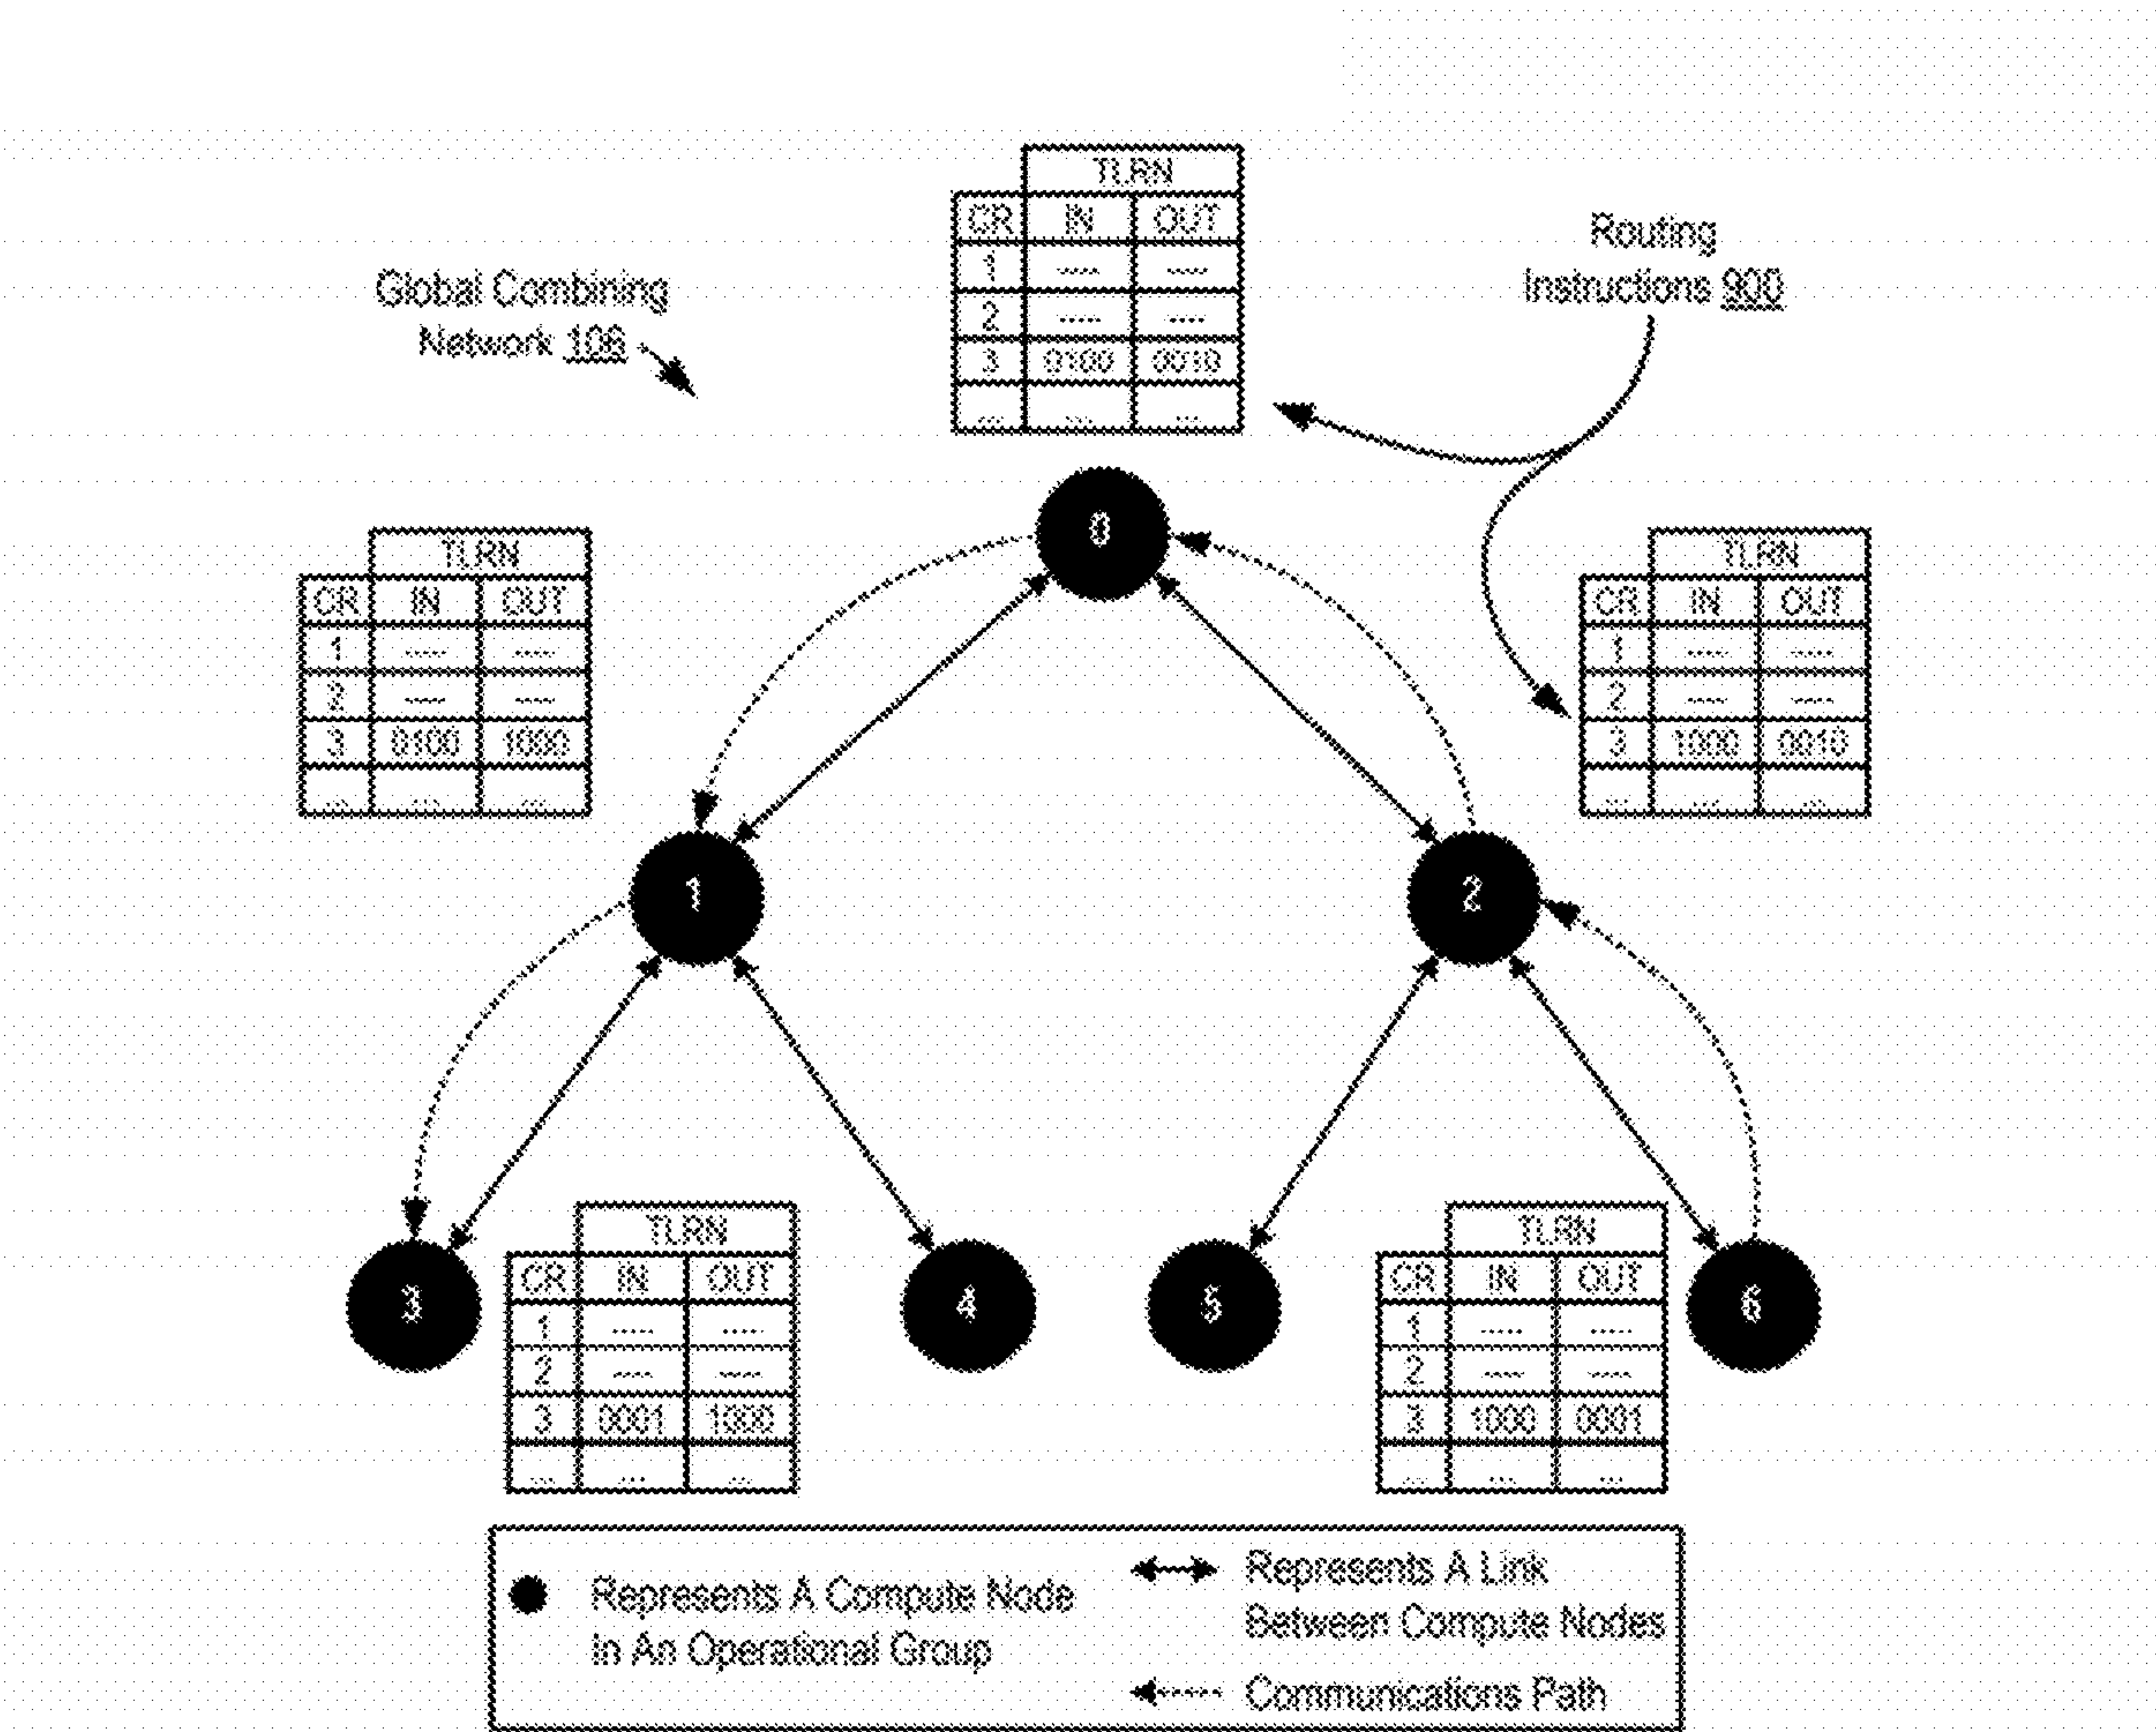 TLRN
CR IN OUT
1 ---- ----
2 ---- ----
3 0100 0010
... ... ...
Global Combining
Network 106
Routing
Instructions 900
TLRN
CR IN OUT
1 ---- ----
2 ---- ----
3 0100 1000
... ... ...
TLRN
CR IN OUT
1 ---- ----
2 ---- ----
3 1000 0010
... ... ...
0
1
2
3
4
5
6
TLRN
CR IN OUT
1 ---- ----
2 ---- ----
3 0001 1000
... ... ...
TLRN
CR IN OUT
1 ---- ----
2 ---- ----
3 1000 0001
... ... ...
Represents A Compute Node
In An Operational Group
Represents A Link
Between Compute Nodes
Communications Path